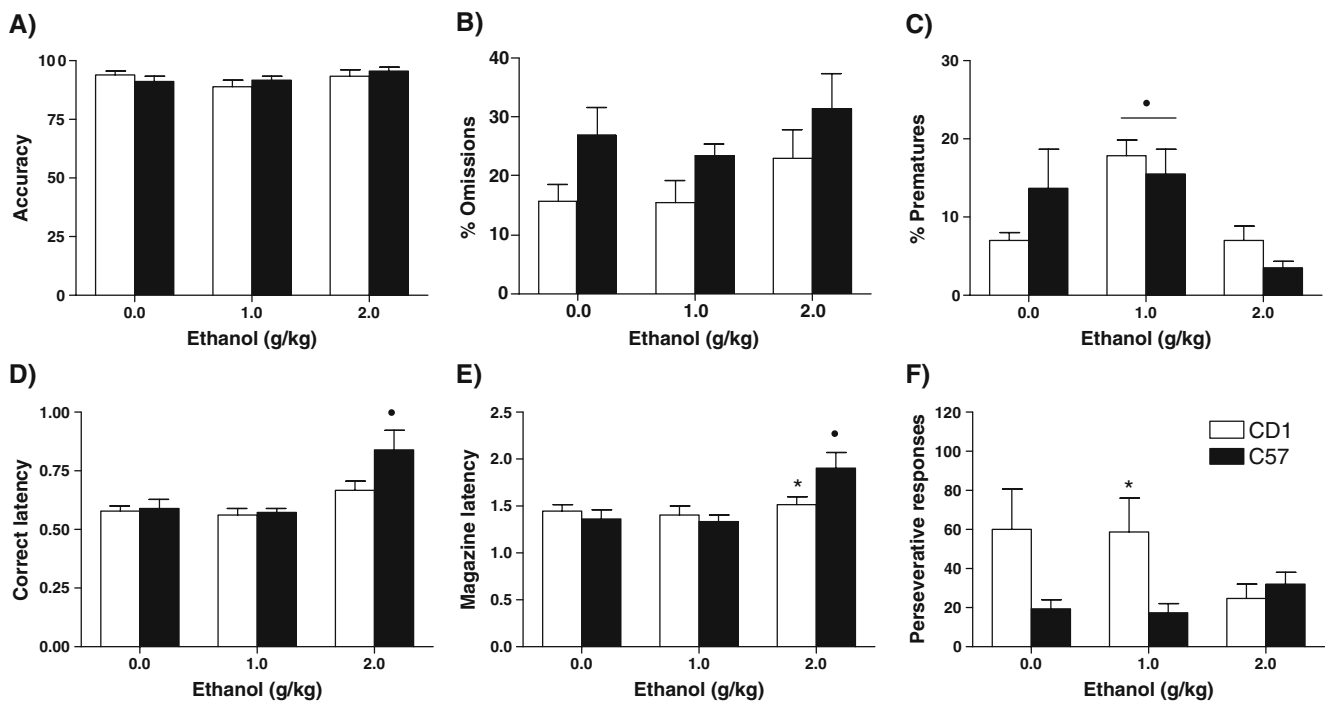 A)
100
75
50
25
0
Accuracy
0.0 1.0 2.0
Ethanol (g/kg)
B)
40
30
20
10
0
% Omissions
0.0 1.0 2.0
Ethanol (g/kg)
C)
30
20
10
0
% Prematures
•
0.0 1.0 2.0
Ethanol (g/kg)
D)
1.00
0.75
0.50
0.25
0.00
Correct latency
•
0.0 1.0 2.0
Ethanol (g/kg)
E)
2.5
2.0
1.5
1.0
0.5
0.0
Magazine latency
* •
0.0 1.0 2.0
Ethanol (g/kg)
F)
120
100
80
60
40
20
0
Perseverative responses
CD1
C57
*
0.0 1.0 2.0
Ethanol (g/kg)